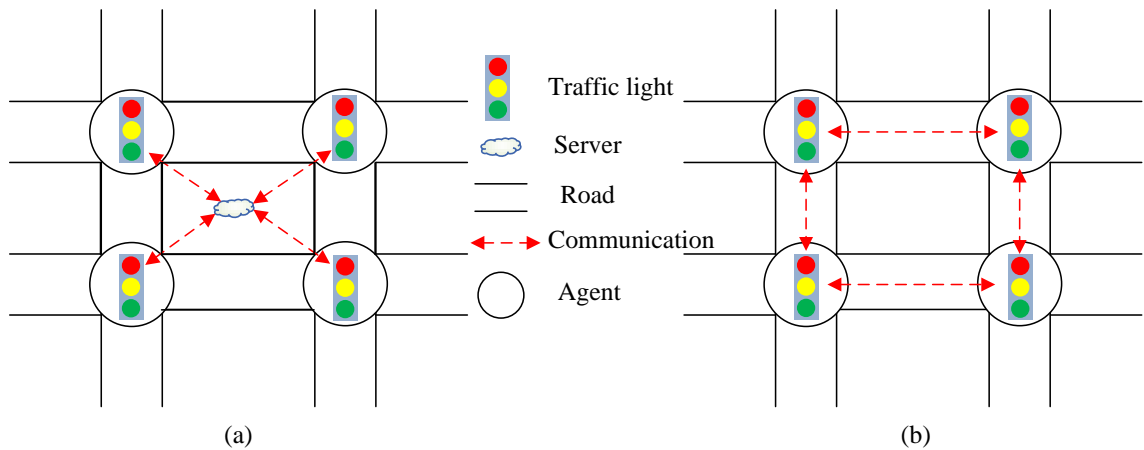 Traffic light
Server
Road
Communication
Agent
(a)
(b)